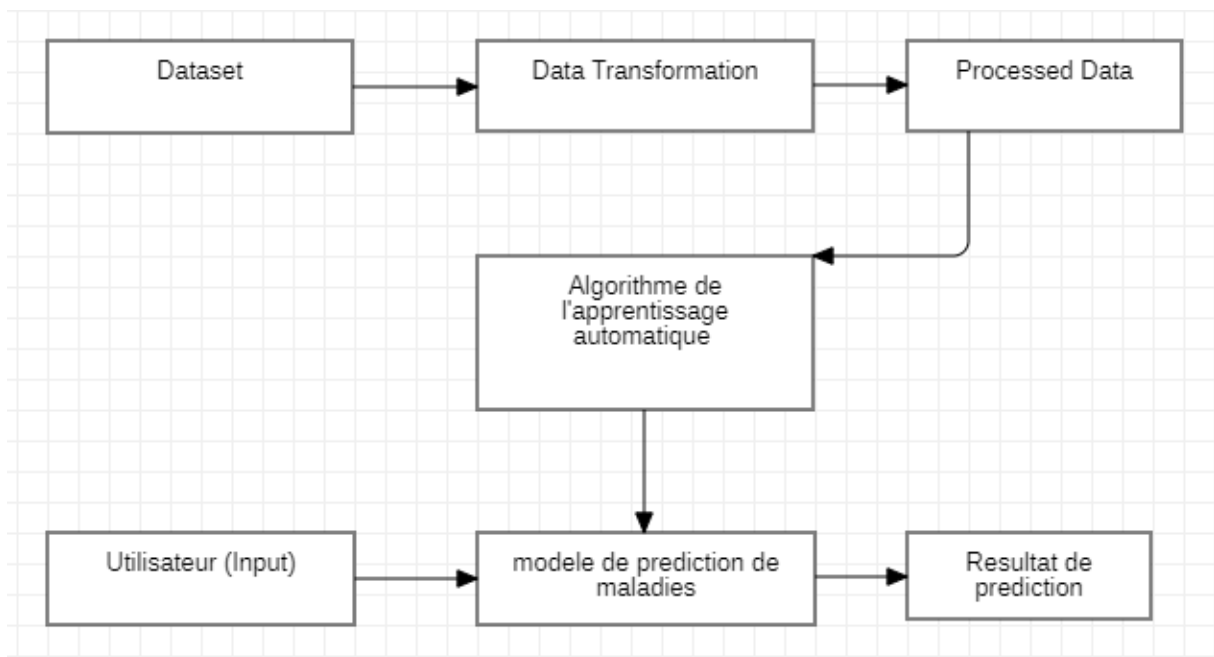 Dataset
Data Transformation
Processed Data
Algorithme de
l'apprentissage
automatique
Utilisateur (Input)
modele de prediction de
maladies
Resultat de
prediction